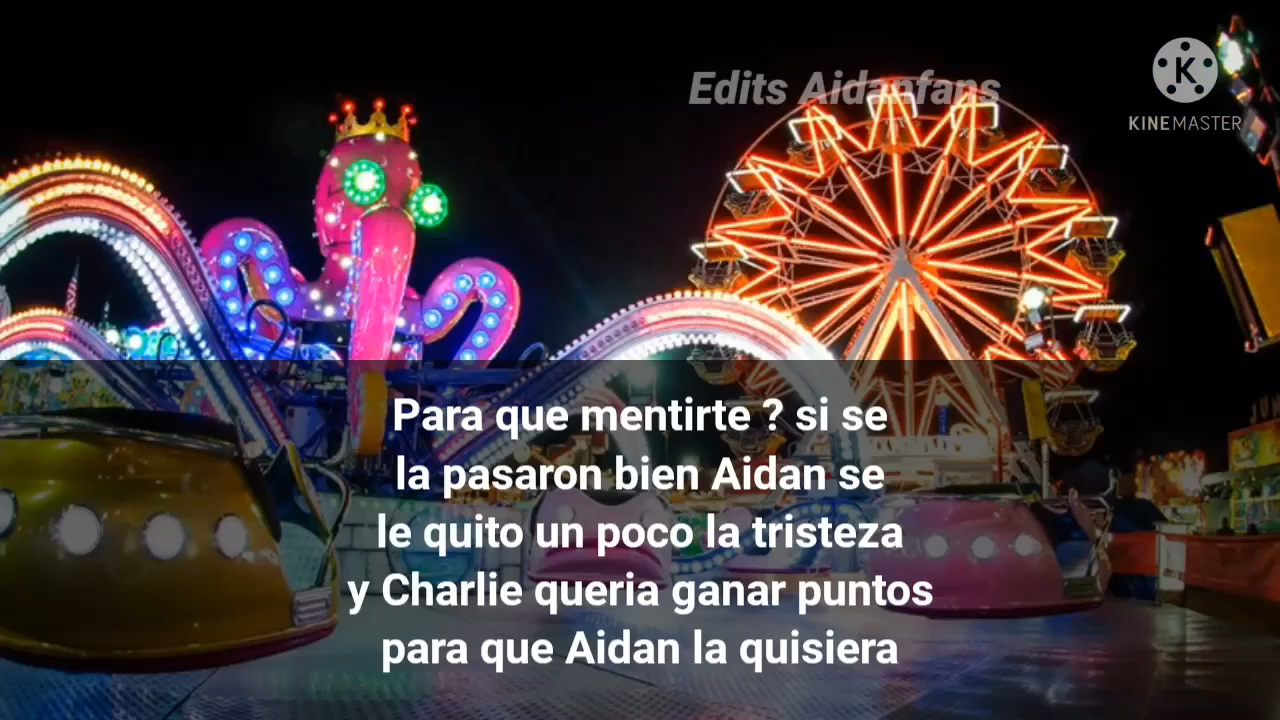 Edits Aidanfans
KINEMASTER
Para que mentirte ? si se
la pasaron bien Aidan se
le quito un poco la tristeza
y Charlie queria ganar puntos
para que Aidan la quisiera